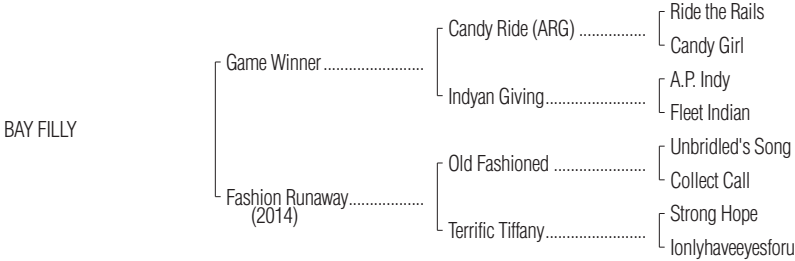 Ride the Rails
Candy Ride (ARG) ................
Candy Girl
Game Winner........................
A.P. Indy
Indyan Giving........................
Fleet Indian
BAY FILLY
Unbridled's Song
Old Fashioned ......................
Collect Call
Fashion Runaway..................
(2014)
Strong Hope
Terrific Tiffany........................
Ionlyhaveeyesforu